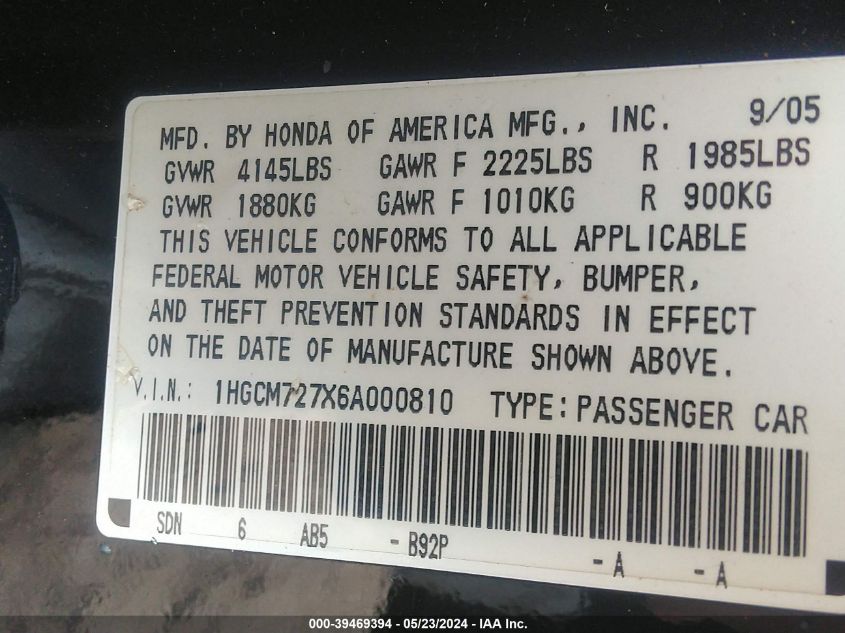 MFD. BY HONDA OF AMERICA MFG., INC. 9/05
GVWR 4145LBS GAWR F 2225LBS R 1985LBS
GVWR 1880KG GAWR F 1010KG R 900KG
THIS VEHICLE CONFORMS TO ALL APPLICABLE
FEDERAL MOTOR VEHICLE SAFETY, BUMPER,
AND THEFT PREVENTION STANDARDS IN EFFECT
ON THE DATE OF MANUFACTURE SHOWN ABOVE.
V.I.N.: 1HGCM727X6A000810 TYPE: PASSENGER CAR
SDN 6 AB5 - B92P - A - A
000-39469394 - 05/23/2024 - IAA Inc.